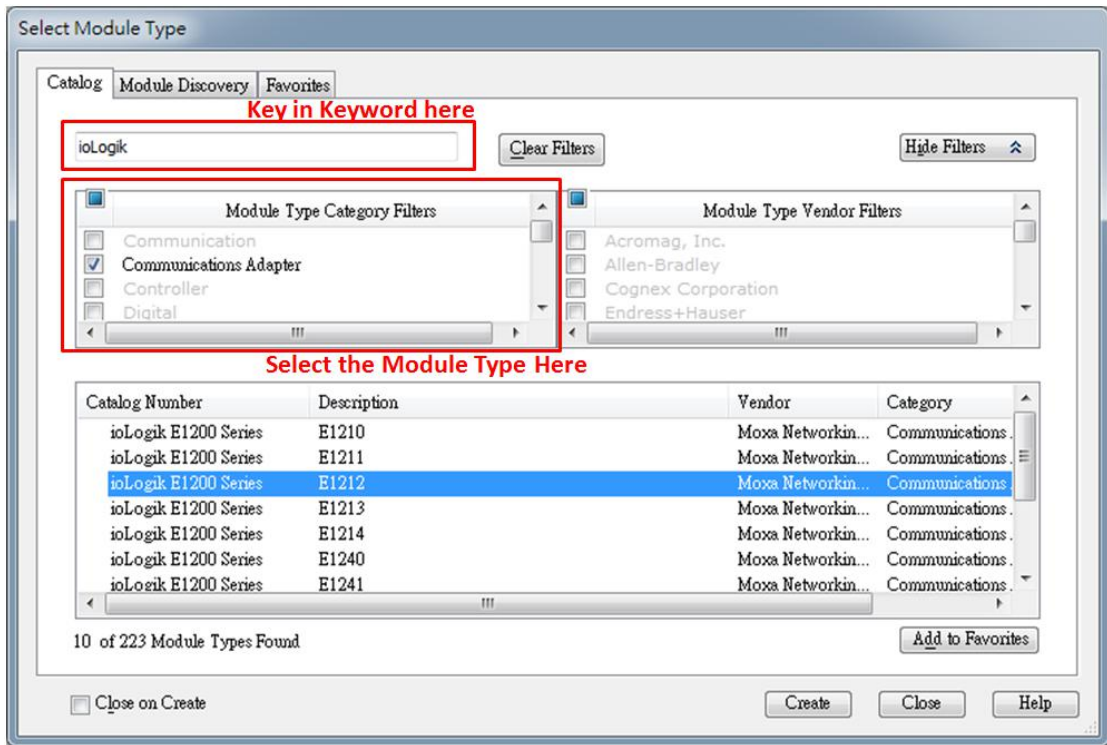 Select Module Type
Catalog Module Discovery Favorites
Key in Keyword here
ioLogik Clear Filters Hide Filters
Module Type Category Filters Module Type Vendor Filters
Communication Acromag, Inc.
Communications Adapter Allen-Bradley
Controller Cognex Corporation
Digital Endress+Hauser
Select the Module Type Here
Catalog Number Description Vendor Category
ioLogik E1200 Series E1210 Moxa Networkin... Communications.
ioLogik E1200 Series E1211 Moxa Networkin... Communications.
ioLogik E1200 Series E1212 Moxa Networkin... Communications.
ioLogik E1200 Series E1213 Moxa Networkin... Communications.
ioLogik E1200 Series E1214 Moxa Networkin... Communications.
ioLogik E1200 Series E1240 Moxa Networkin... Communications.
ioLogik E1200 Series E1241 Moxa Networkin... Communications.
10 of 223 Module Types Found Add to Favorites
Close on Create Create Close Help